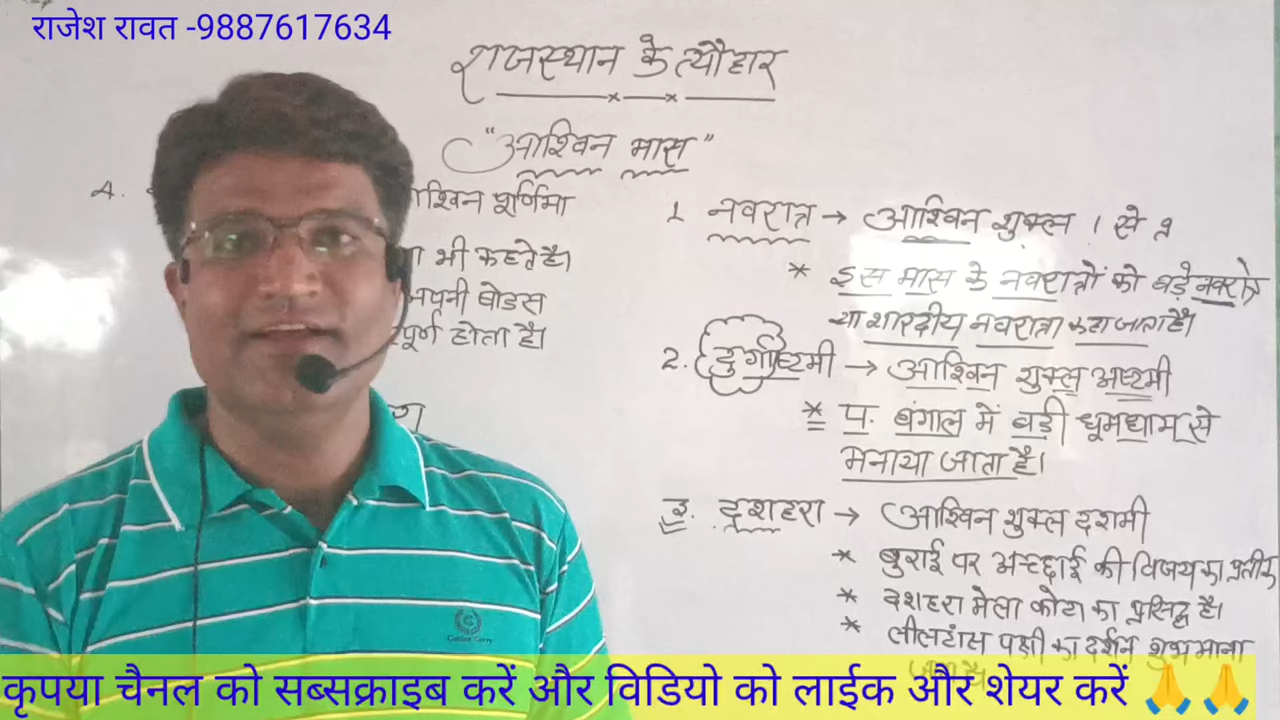 राजेश रावत -9887617634
राजस्थान के त्यौहार
"आश्विन मास"
4.
पूर्णिमा
भी कहते है।
अपनी षोडस
होता है।
1 नवरात्र → आश्विन शुक्ल 1 से 9
* इस मास के नवरात्रों को बड़े नवरात्रे
या शारदीय नवरात्रा कहा जाता है।
2. दुर्गाष्टमी → आश्विन शुक्ल अष्टमी
* प. बंगाल में बड़ी धूमधाम से
मनाया जाता है।
3. दशहरा → आश्विन शुक्ल दशमी
* बुराई पर अच्छाई की विजय का प्रतीक
* दशहरा मेला कोटा का प्रसिद्ध है।
* लीलटांस पक्षी का दर्शन शुभ माना
कृपया चैनल को सब्सक्राइब करें और विडियो को लाईक और शेयर करें 🙏 🙏